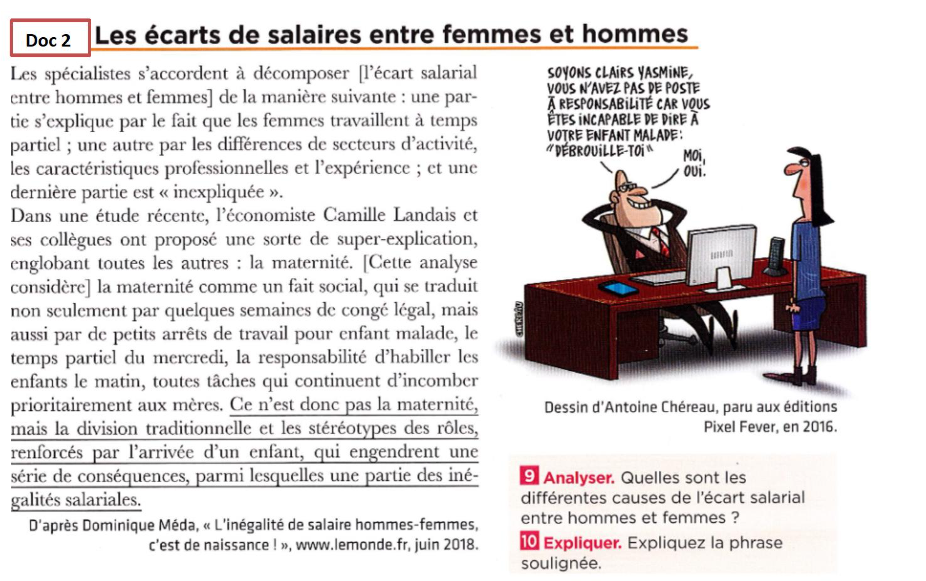 Doc 2
Les écarts de salaires entre femmes et hommes
Les spécialistes s'accordent à décomposer [l'écart salarial
entre hommes et femmes] de la manière suivante : une par-
tie s'explique par le fait que les femmes travaillent à temps
partiel ; une autre par les différences de secteurs d'activité,
les caractéristiques professionnelles et l'expérience ; et une
dernière partie est « inexpliquée ».
Dans une étude récente, l'économiste Camille Landais et
ses collègues ont proposé une sorte de super-explication,
englobant toutes les autres : la maternité. [Cette analyse
considère] la maternité comme un fait social, qui se traduit
non seulement par quelques semaines de congé légal, mais
aussi par de petits arrêts de travail pour enfant malade, le
temps partiel du mercredi, la responsabilité d'habiller les
enfants le matin, toutes tâches qui continuent d'incomber
prioritairement aux mères. Ce n'est donc pas la maternité,
mais la division traditionnelle et les stéréotypes des rôles,
renforcés par l'arrivée d'un enfant, qui engendrent une
série de conséquences, parmi lesquelles une partie des iné-
galités salariales.
D'après Dominique Méda, « L'inégalité de salaire hommes-femmes,
c'est de naissance ! », www.lemonde.fr, juin 2018.
SOYONS CLAIRS YASMINE,
VOUS N'AVEZ PAS DE POSTE
À RESPONSABILITÉ CAR VOUS
ÊTES INCAPABLE DE DIRE À
VOTRE ENFANT MALADE :
"DÉBROUILLE-TOI"
MOI,
OUI.
CHEREAU
Dessin d'Antoine Chéreau, paru aux éditions
Pixel Fever, en 2016.
9 Analyser. Quelles sont les
différentes causes de l'écart salarial
entre hommes et femmes ?
10 Expliquer. Expliquez la phrase
soulignée.